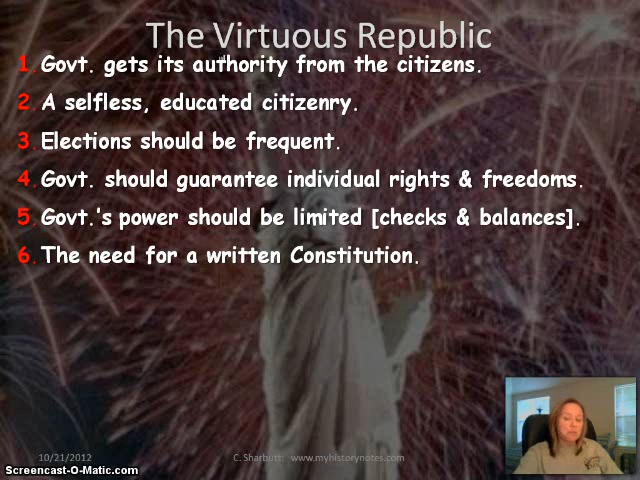 The Virtuous Republic
1. Govt. gets its authority from the citizens.
2. A selfless, educated citizenry.
3. Elections should be frequent.
4. Govt. should guarantee individual rights & freedoms.
5. Govt.'s power should be limited [checks & balances].
6. The need for a written Constitution.
10/21/2012 C. Sharbutt: www.myhistorynotes.com
Screencast-O-Matic.com